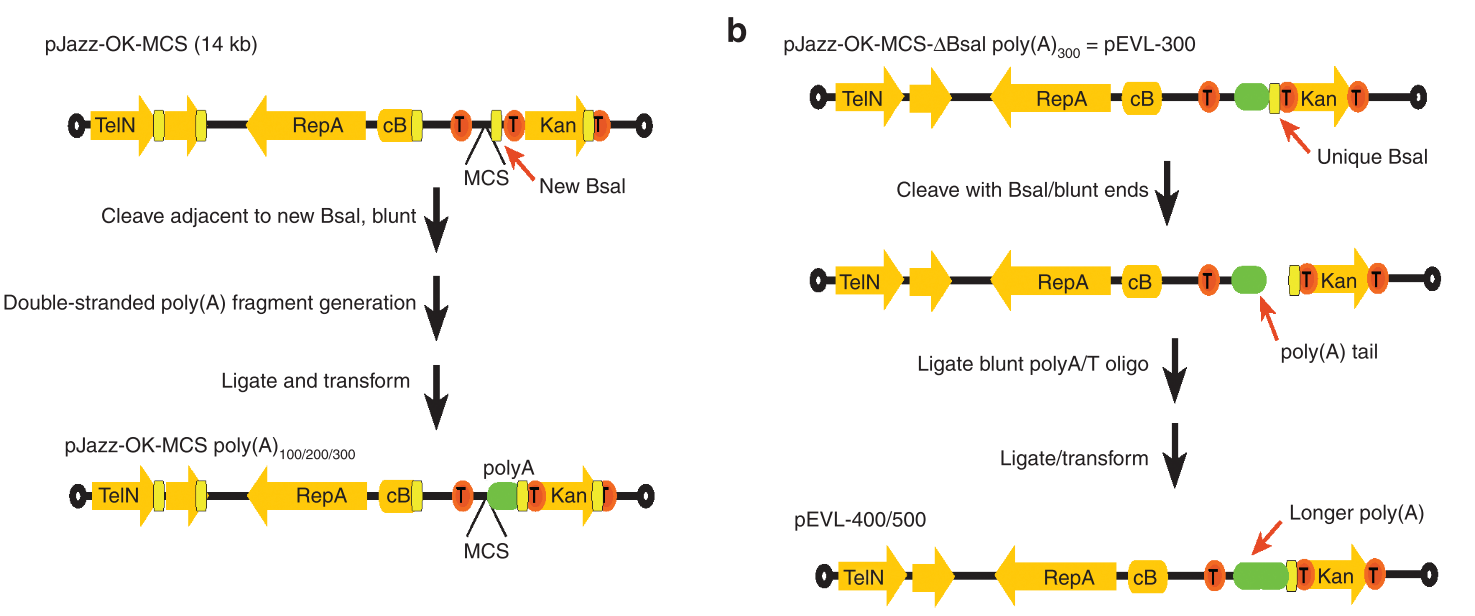 pJazz-OK-MCS (14 kb)
TelN RepA cB T T Kan T
MCS
New BsaI
Cleave adjacent to new BsaI, blunt
Double-stranded poly(A) fragment generation
Ligate and transform
pJazz-OK-MCS poly(A)100/200/300
polyA
TelN RepA cB T T Kan T
MCS
b
pJazz-OK-MCS-ΔBsaI poly(A)300 = pEVL-300
TelN RepA cB T T Kan T
Unique BsaI
Cleave with BsaI/blunt ends
TelN RepA cB T T Kan T
poly(A) tail
Ligate blunt polyA/T oligo
Ligate/transform
pEVL-400/500
Longer poly(A)
TelN RepA cB T T Kan T